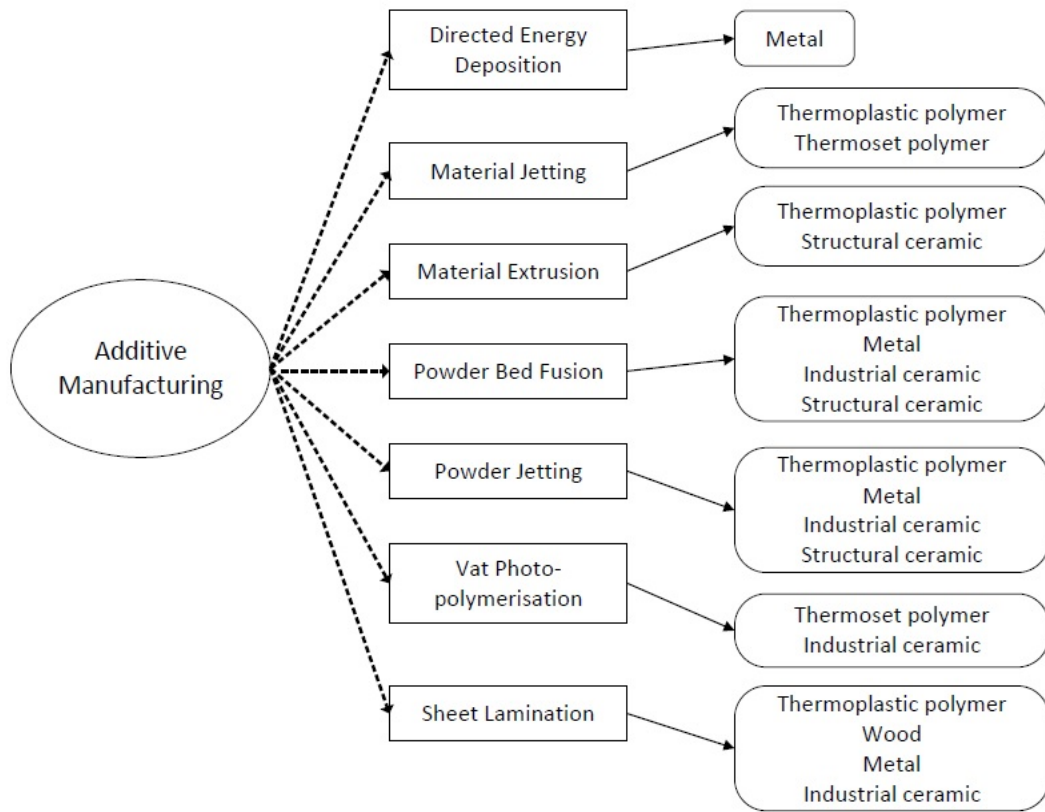 Additive
Manufacturing
Directed Energy
Deposition
Metal
Material Jetting
Thermoplastic polymer
Thermoset polymer
Material Extrusion
Thermoplastic polymer
Structural ceramic
Powder Bed Fusion
Thermoplastic polymer
Metal
Industrial ceramic
Structural ceramic
Powder Jetting
Thermoplastic polymer
Metal
Industrial ceramic
Structural ceramic
Vat Photo-
polymerisation
Thermoset polymer
Industrial ceramic
Sheet Lamination
Thermoplastic polymer
Wood
Metal
Industrial ceramic